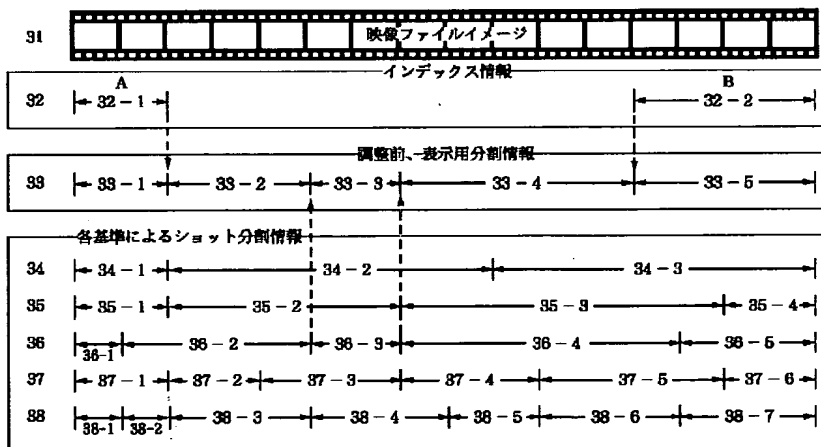 31 映像ファイルイメージ
インデックス情報
A B
32 32-1 32-2
調整前、表示用分割情報
33 33-1 33-2 33-3 33-4 33-5
各基準によるショット分割情報
34 34-1 34-2 34-3
35 35-1 35-2 35-3 35-4
36 36-1 36-2 36-3 36-4 36-5
37 37-1 37-2 37-3 37-4 37-5 37-6
38 38-1 38-2 38-3 38-4 38-5 38-6 38-7